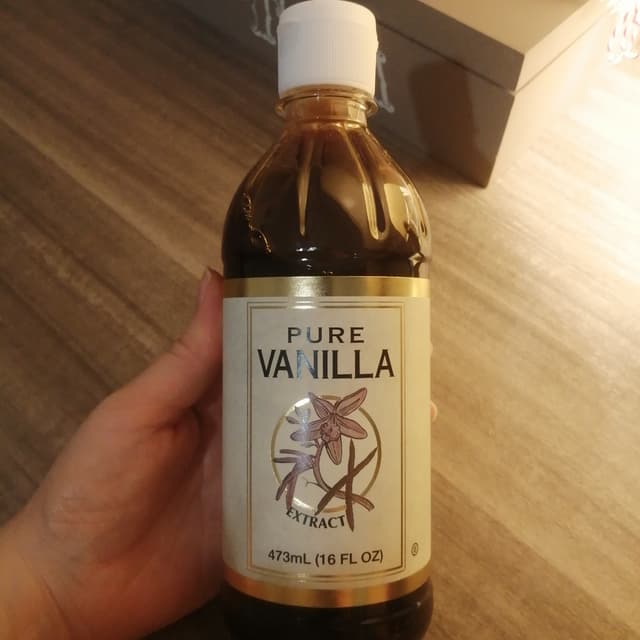 PURE
VANILLA
EXTRACT
473mL (16 FL OZ)